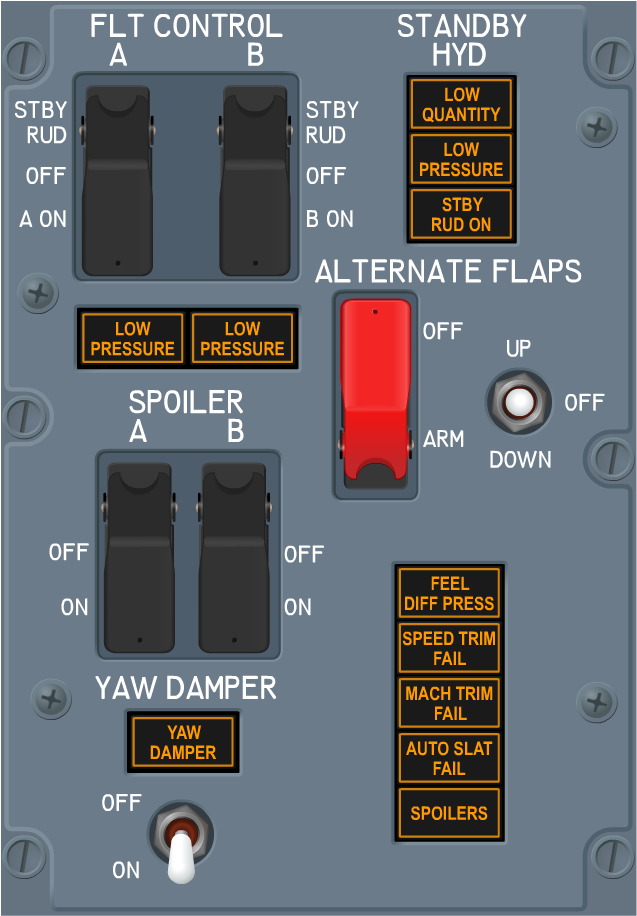 FLT CONTROL
A B
STBY
RUD
OFF
A ON
STBY
RUD
OFF
B ON
STANDBY
HYD
LOW
QUANTITY
LOW
PRESSURE
STBY
RUD ON
LOW
PRESSURE
LOW
PRESSURE
ALTERNATE FLAPS
OFF
ARM
UP
OFF
DOWN
SPOILER
A B
OFF
ON
OFF
ON
FEEL
DIFF PRESS
SPEED TRIM
FAIL
MACH TRIM
FAIL
AUTO SLAT
FAIL
SPOILERS
YAW DAMPER
YAW
DAMPER
OFF
ON